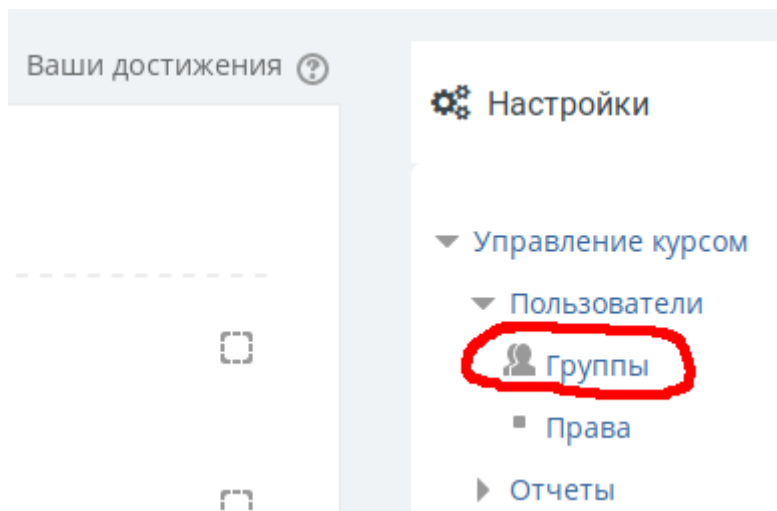 Ваши достижения
Настройки
Управление курсом
Пользователи
Группы
Права
Отчеты